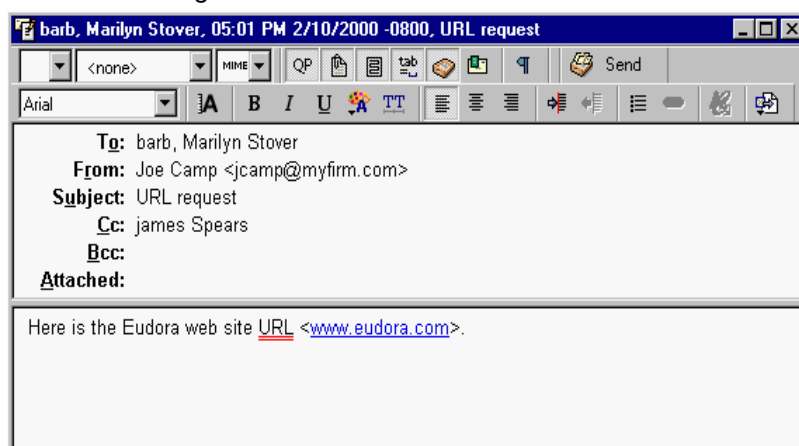 barb, Marilyn Stover, 05:01 PM 2/10/2000 -0800, URL request
<none> MIME QP tab ¶ Send
Arial A B I U TT
To: barb, Marilyn Stover
From: Joe Camp <jcamp@myfirm.com>
Subject: URL request
Cc: james Spears
Bcc:
Attached:
Here is the Eudora web site URL <www.eudora.com>.